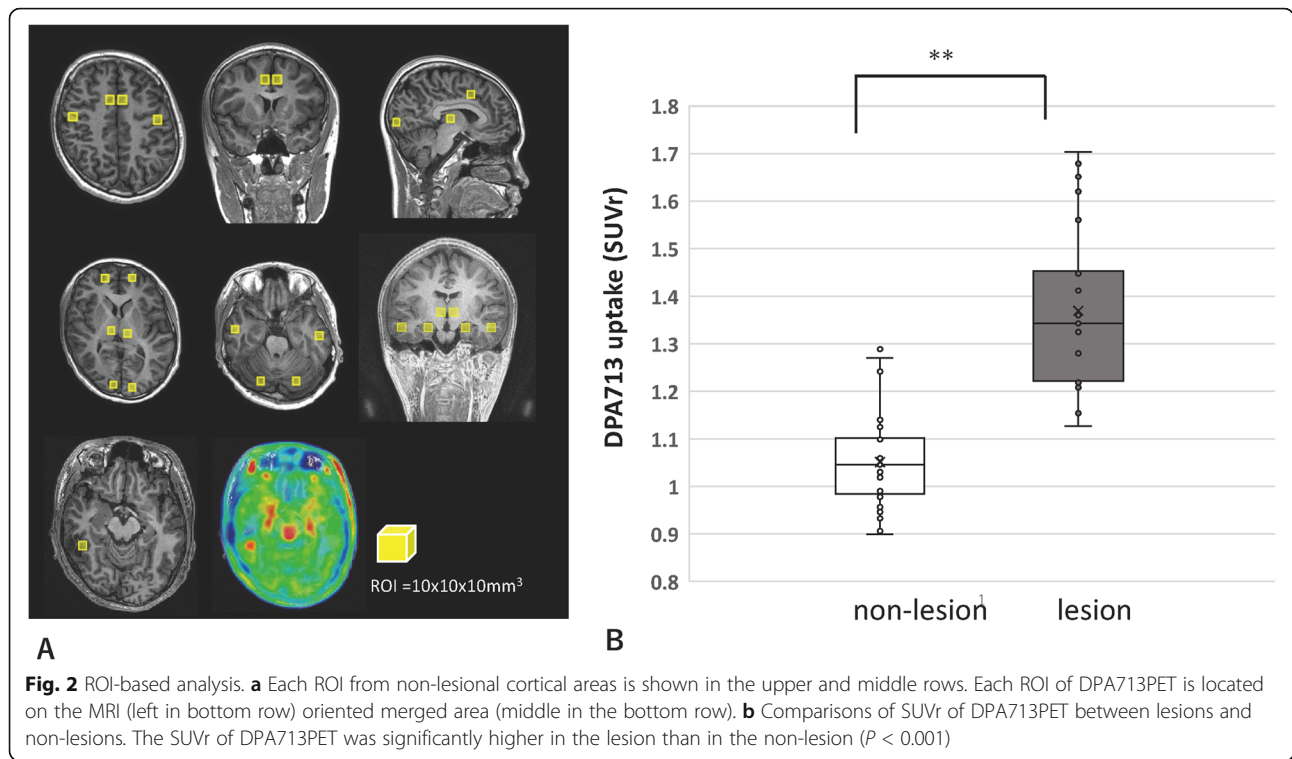 ROI =10x10x10mm³
A
**
DPA713 uptake (SUVr)
1.8
1.7
1.6
1.5
1.4
1.3
1.2
1.1
1
0.9
0.8
non-lesion
1
lesion
B
Fig. 2 ROI-based analysis. a Each ROI from non-lesional cortical areas is shown in the upper and middle rows. Each ROI of DPA713PET is located
on the MRI (left in bottom row) oriented merged area (middle in the bottom row). b Comparisons of SUVr of DPA713PET between lesions and
non-lesions. The SUVr of DPA713PET was significantly higher in the lesion than in the non-lesion (P < 0.001)